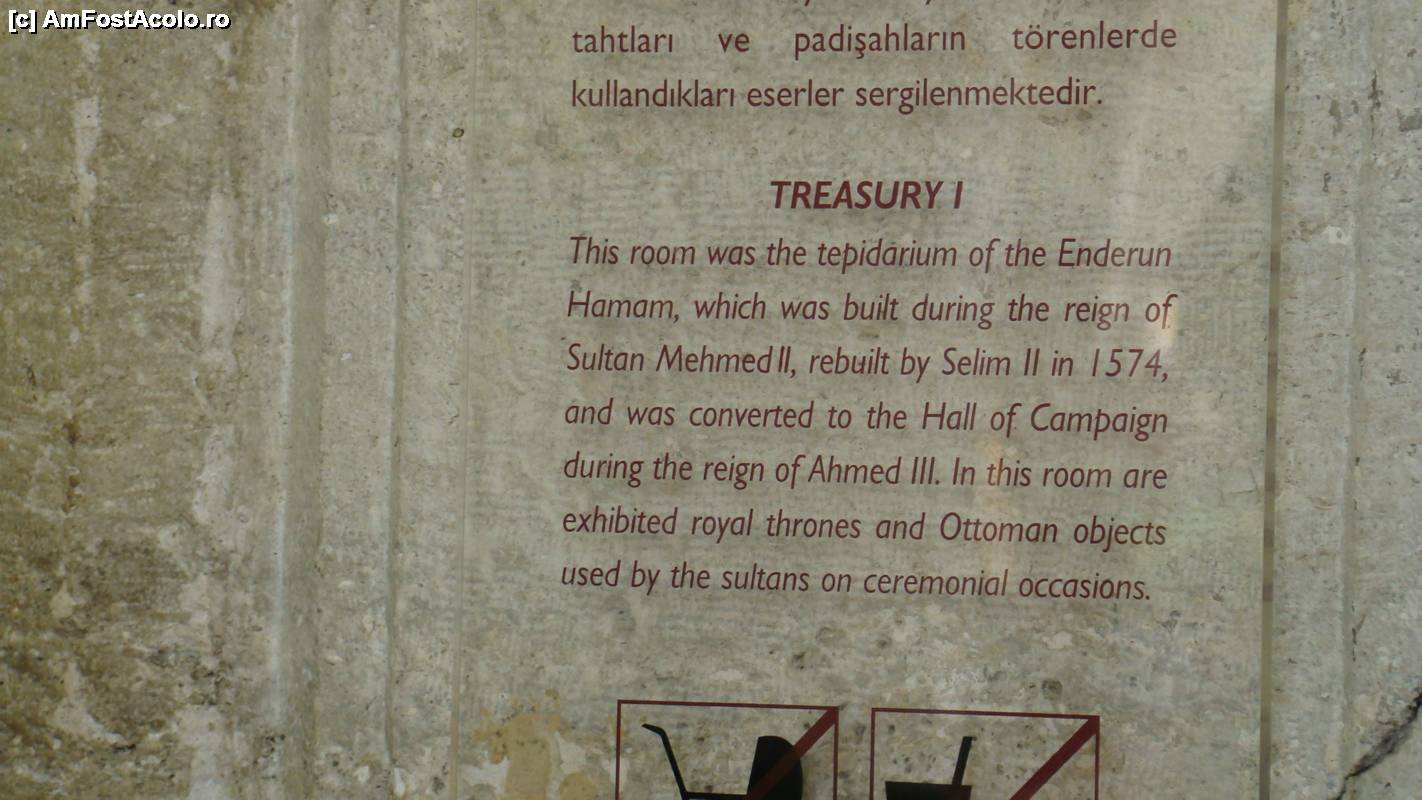 [c] AmFostAcolo.ro
tahtları ve padişahların törenlerde
kullandıkları eserler sergilenmektedir.
TREASURY I
This room was the tepidarium of the Enderun
Hamam, which was built during the reign of
Sultan Mehmed II, rebuilt by Selim II in 1574,
and was converted to the Hall of Campaign
during the reign of Ahmed III. In this room are
exhibited royal thrones and Ottoman objects
used by the sultans on ceremonial occasions.